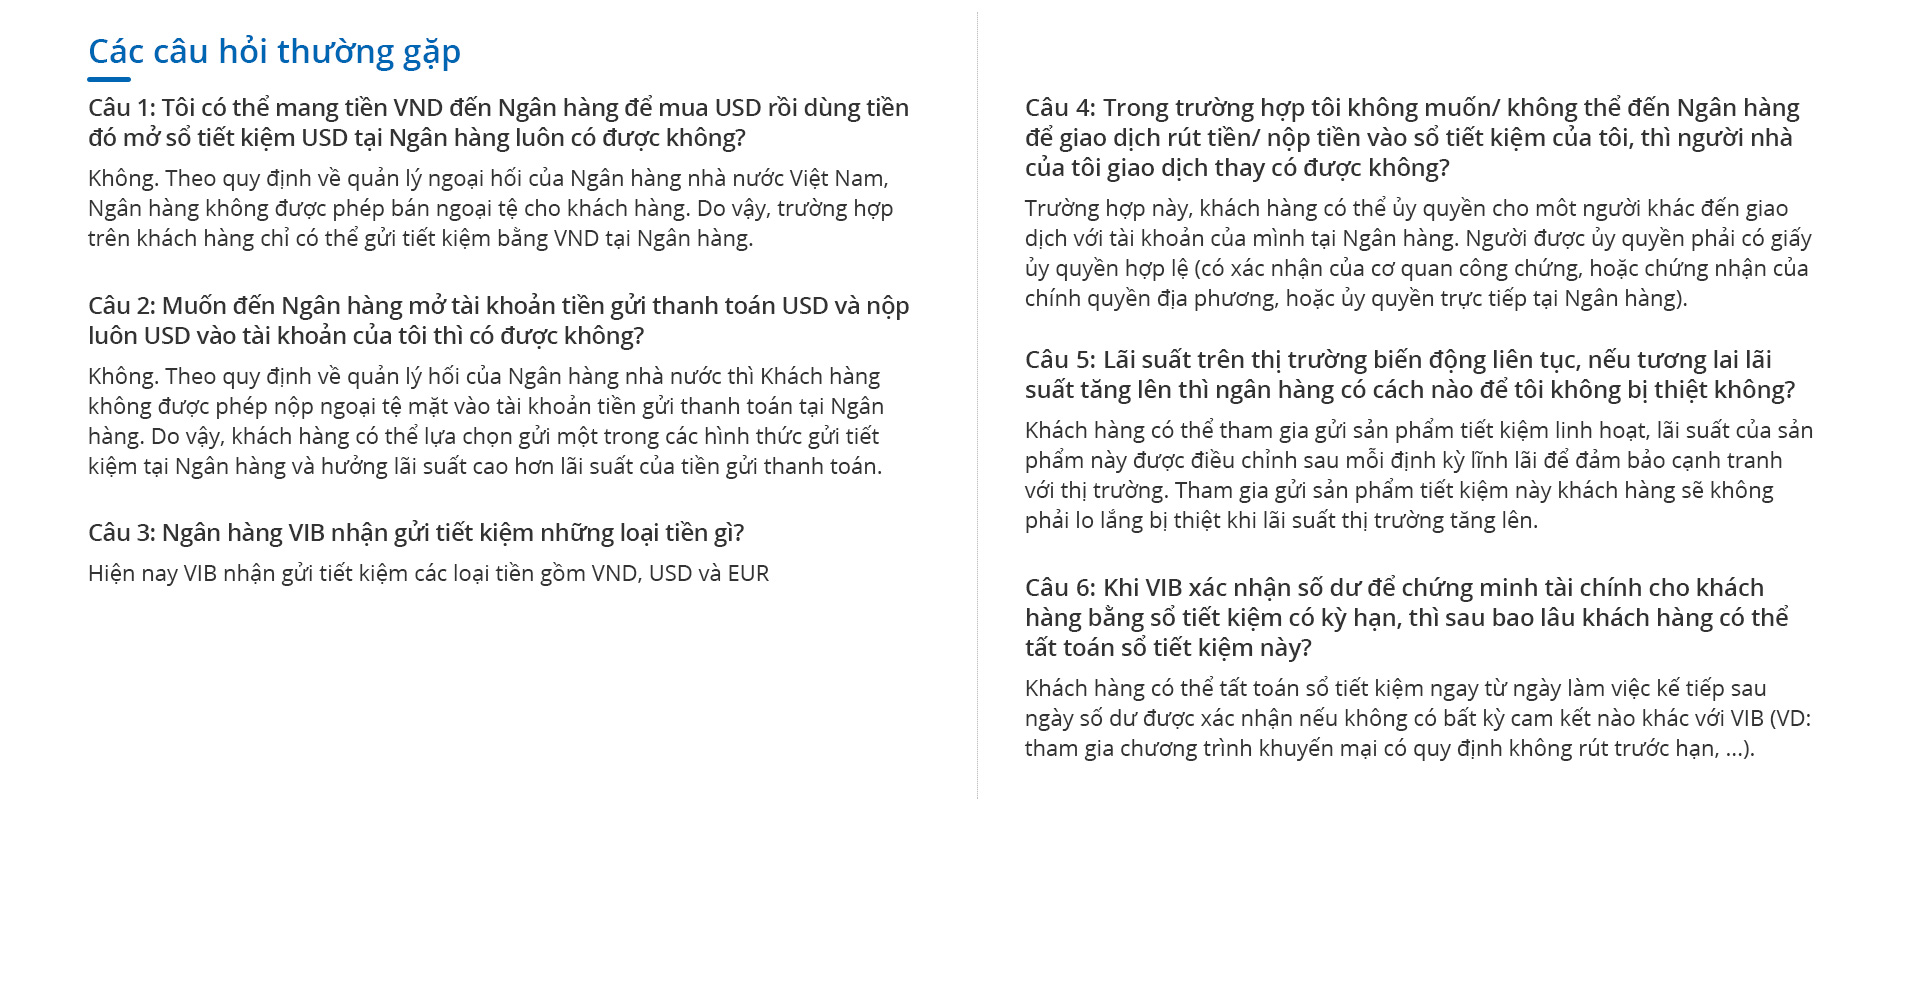 Các câu hỏi thường gặp
Câu 1: Tôi có thể mang tiền VND đến Ngân hàng để mua USD rồi dùng tiền
đó mở sổ tiết kiệm USD tại Ngân hàng luôn có được không?
Không. Theo quy định về quản lý ngoại hối của Ngân hàng nhà nước Việt Nam,
Ngân hàng không được phép bán ngoại tệ cho khách hàng. Do vậy, trường hợp
trên khách hàng chỉ có thể gửi tiết kiệm bằng VND tại Ngân hàng.
Câu 2: Muốn đến Ngân hàng mở tài khoản tiền gửi thanh toán USD và nộp
luôn USD vào tài khoản của tôi thì có được không?
Không. Theo quy định về quản lý hối của Ngân hàng nhà nước thì Khách hàng
không được phép nộp ngoại tệ mặt vào tài khoản tiền gửi thanh toán tại Ngân
hàng. Do vậy, khách hàng có thể lựa chọn gửi một trong các hình thức gửi tiết
kiệm tại Ngân hàng và hưởng lãi suất cao hơn lãi suất của tiền gửi thanh toán.
Câu 3: Ngân hàng VIB nhận gửi tiết kiệm những loại tiền gì?
Hiện nay VIB nhận gửi tiết kiệm các loại tiền gồm VND, USD và EUR
Câu 4: Trong trường hợp tôi không muốn/ không thể đến Ngân hàng
để giao dịch rút tiền/ nộp tiền vào sổ tiết kiệm của tôi, thì người nhà
của tôi giao dịch thay có được không?
Trường hợp này, khách hàng có thể ủy quyền cho môt người khác đến giao
dịch với tài khoản của mình tại Ngân hàng. Người được ủy quyền phải có giấy
ủy quyền hợp lệ (có xác nhận của cơ quan công chứng, hoặc chứng nhận của
chính quyền địa phương, hoặc ủy quyền trực tiếp tại Ngân hàng).
Câu 5: Lãi suất trên thị trường biến động liên tục, nếu tương lai lãi
suất tăng lên thì ngân hàng có cách nào để tôi không bị thiệt không?
Khách hàng có thể tham gia gửi sản phẩm tiết kiệm linh hoạt, lãi suất của sản
phẩm này được điều chỉnh sau mỗi định kỳ lĩnh lãi để đảm bảo cạnh tranh
với thị trường. Tham gia gửi sản phẩm tiết kiệm này khách hàng sẽ không
phải lo lắng bị thiệt khi lãi suất thị trường tăng lên.
Câu 6: Khi VIB xác nhận số dư để chứng minh tài chính cho khách
hàng bằng sổ tiết kiệm có kỳ hạn, thì sau bao lâu khách hàng có thể
tất toán sổ tiết kiệm này?
Khách hàng có thể tất toán sổ tiết kiệm ngay từ ngày làm việc kế tiếp sau
ngày số dư được xác nhận nếu không có bất kỳ cam kết nào khác với VIB (VD:
tham gia chương trình khuyến mại có quy định không rút trước hạn, ...).